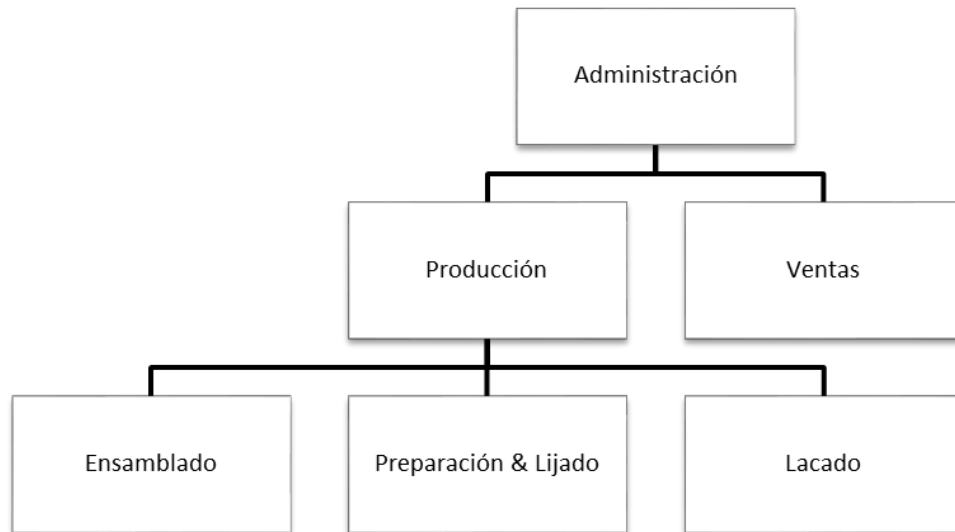 Administración
Producción
Ventas
Ensamblado
Preparación & Lijado
Lacado